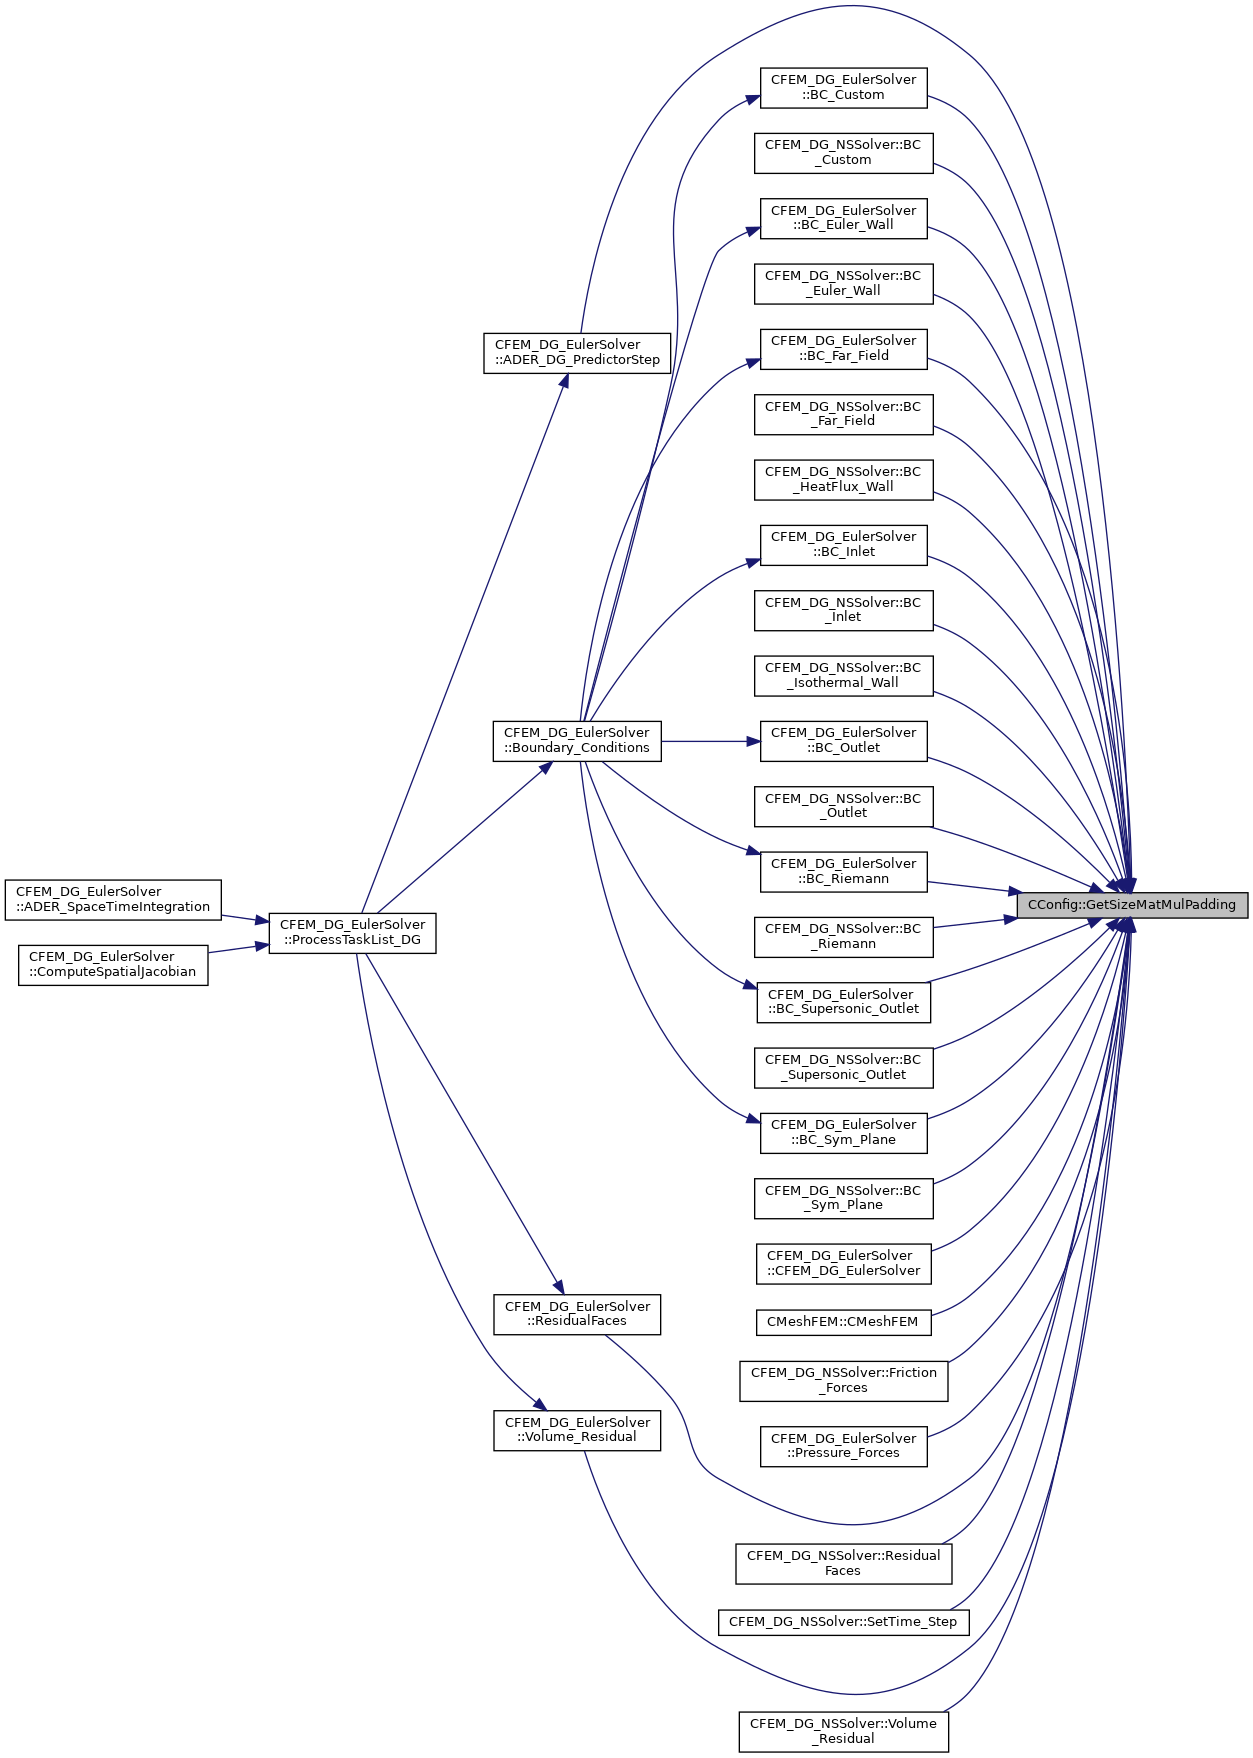 CFEM_DG_EulerSolver
::BC_Custom
CFEM_DG_NSSolver::BC
_Custom
CFEM_DG_EulerSolver
::BC_Euler_Wall
CFEM_DG_NSSolver::BC
_Euler_Wall
CFEM_DG_EulerSolver
::ADER_DG_PredictorStep
CFEM_DG_EulerSolver
::BC_Far_Field
CFEM_DG_NSSolver::BC
_Far_Field
CFEM_DG_NSSolver::BC
_HeatFlux_Wall
CFEM_DG_EulerSolver
::BC_Inlet
CFEM_DG_NSSolver::BC
_Inlet
CFEM_DG_NSSolver::BC
_Isothermal_Wall
CFEM_DG_EulerSolver
::Boundary_Conditions
CFEM_DG_EulerSolver
::BC_Outlet
CFEM_DG_NSSolver::BC
_Outlet
CFEM_DG_EulerSolver
::BC_Riemann
CConfig::GetSizeMatMulPadding
CFEM_DG_EulerSolver
::ADER_SpaceTimeIntegration
CFEM_DG_EulerSolver
::ProcessTaskList_DG
CFEM_DG_NSSolver::BC
_Riemann
CFEM_DG_EulerSolver
::ComputeSpatialJacobian
CFEM_DG_EulerSolver
::BC_Supersonic_Outlet
CFEM_DG_NSSolver::BC
_Supersonic_Outlet
CFEM_DG_EulerSolver
::BC_Sym_Plane
CFEM_DG_NSSolver::BC
_Sym_Plane
CFEM_DG_EulerSolver
::CFEM_DG_EulerSolver
CFEM_DG_EulerSolver
::ResidualFaces
CMeshFEM::CMeshFEM
CFEM_DG_NSSolver::Friction
_Forces
CFEM_DG_EulerSolver
::Volume_Residual
CFEM_DG_EulerSolver
::Pressure_Forces
CFEM_DG_NSSolver::Residual
Faces
CFEM_DG_NSSolver::SetTime_Step
CFEM_DG_NSSolver::Volume
_Residual